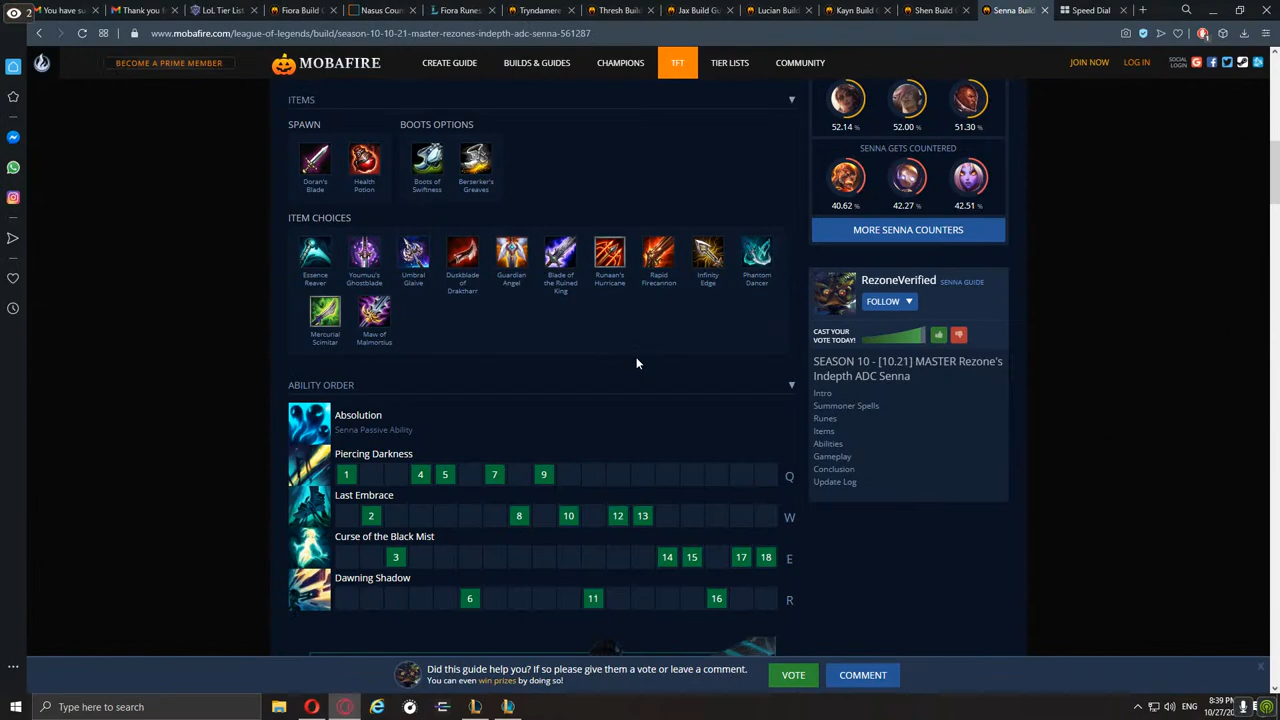 You have su
Thank you f
LoL Tier List
Fiora Build G
Nasus Coun
Fiora Runes
Tryndamere
Thresh Build
Jax Build Gu
Lucian Build
Kayn Build G
Shen Build G
Senna Build
Speed Dial
2
www.mobafire.com/league-of-legends/build/season-10-10-21-master-rezones-indepth-adc-senna-561287
BECOME A PRIME MEMBER
MOBAFIRE
CREATE GUIDE
BUILDS & GUIDES
CHAMPIONS
TFT
TIER LISTS
COMMUNITY
JOIN NOW
LOG IN
SOCIAL
LOGIN
ITEMS
SPAWN
BOOTS OPTIONS
Doran's
Blade
Health
Potion
Boots of
Swiftness
Berserker's
Greaves
ITEM CHOICES
Essence
Reaver
Youmuu's
Ghostblade
Umbral
Glaive
Duskblade
of
Draktharr
Guardian
Angel
Blade of
the Ruined
King
Runaan's
Hurricane
Rapid
Firecannon
Infinity
Edge
Phantom
Dancer
Mercurial
Scimitar
Maw of
Malmortius
ABILITY ORDER
Absolution
Senna Passive Ability
Piercing Darkness
1 4 5 7 9 Q
Last Embrace
2 8 10 12 13 W
Curse of the Black Mist
3 14 15 17 18 E
Dawning Shadow
6 11 16 R
52.14 % 52.00 % 51.30 %
SENNA GETS COUNTERED
40.62 % 42.27 % 42.51 %
MORE SENNA COUNTERS
RezoneVerified SENNA GUIDE
FOLLOW
CAST YOUR
VOTE TODAY!
SEASON 10 - [10.21] MASTER Rezone's
Indepth ADC Senna
Intro
Summoner Spells
Runes
Items
Abilities
Gameplay
Conclusion
Update Log
Did this guide help you? If so please give them a vote or leave a comment.
You can even win prizes by doing so!
VOTE
COMMENT
X
Type here to search
8:39 PM
10/27/20